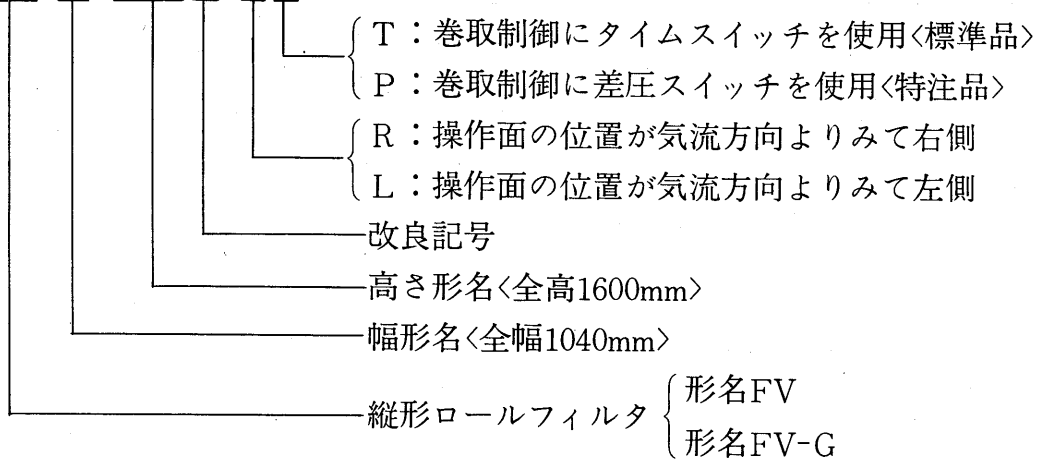 T：巻取制御にタイムスイッチを使用<標準品>
P：巻取制御に差圧スイッチを使用<特注品>
R：操作面の位置が気流方向よりみて右側
L：操作面の位置が気流方向よりみて左側
改良記号
高さ形名<全高1600mm>
幅形名<全幅1040mm>
縦形ロールフィルタ
形名FV
形名FV-G